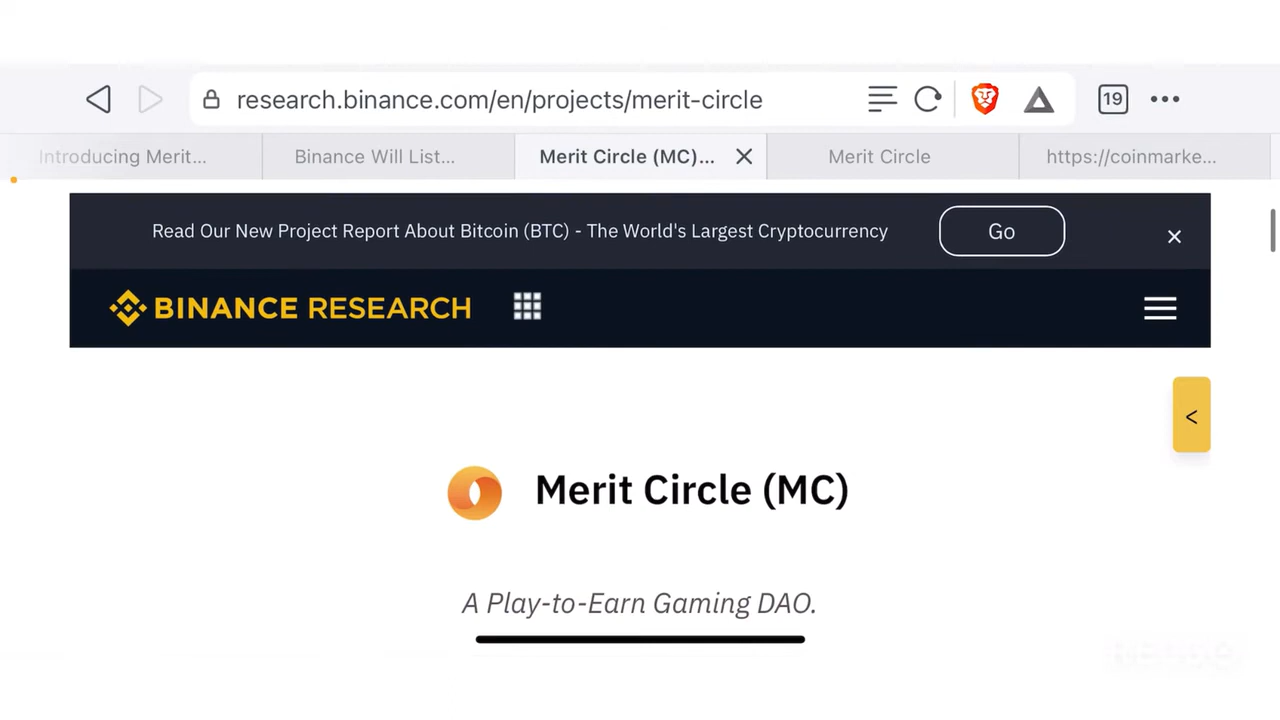 research.binance.com/en/projects/merit-circle
19
Introducing Merit...
Binance Will List...
Merit Circle (MC)...
Merit Circle
https://coinmarke...
Read Our New Project Report About Bitcoin (BTC) - The World's Largest Cryptocurrency
Go
BINANCE RESEARCH
<
Merit Circle (MC)
A Play-to-Earn Gaming DAO.